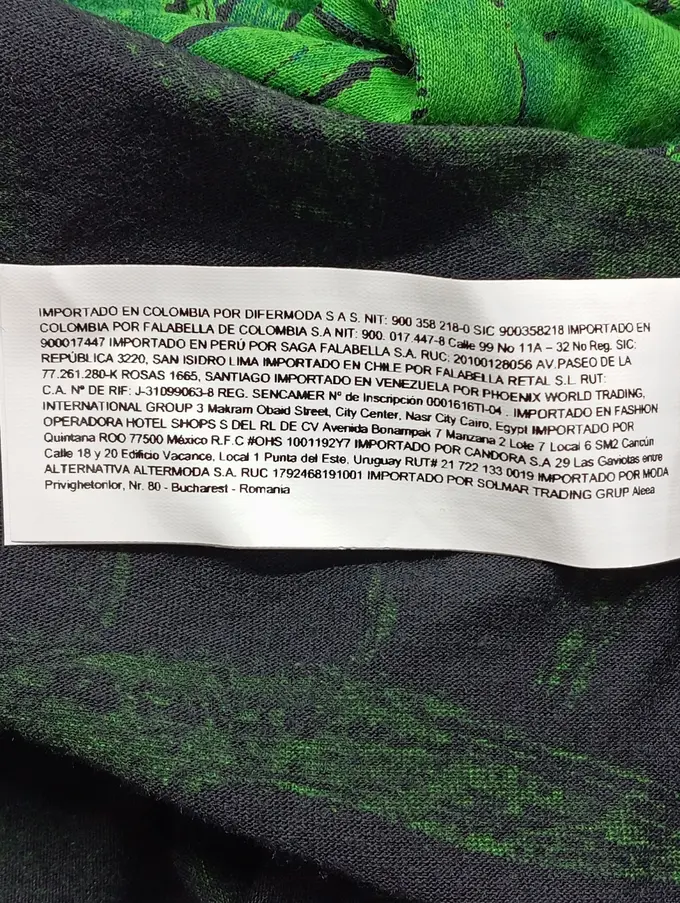 IMPORTADO EN COLOMBIA POR DIFERMODA S A S. NIT: 900 358 218-0 SIC 900358218 IMPORTADO EN
COLOMBIA POR FALABELLA DE COLOMBIA S.A NIT: 900. 017 447-8 Calle 99 No 11A – 32 No Reg. SIC:
900017447 IMPORTADO EN PERÚ POR SAGA FALABELLA S.A. RUC: 20100128056 AV.PASEO DE LA
REPÚBLICA 3220, SAN ISIDRO LIMA IMPORTADO EN CHILE POR FALABELLA RETAL S.L. RUT:
77.261.280-K ROSAS 1665, SANTIAGO IMPORTADO EN VENEZUELA POR PHOENIX WORLD TRADING,
C.A. Nº DE RIF: J-31099063-8 REG. SENCAMER Nº de Inscripción 0001616TI-04 . IMPORTADO EN FASHION
INTERNATIONAL GROUP 3 Makram Obaid Street, City Center, Nasr City Cairo, Egypt IMPORTADO POR
OPERADORA HOTEL SHOPS S DEL RL DE CV Avenida Bonampak 7 Manzana 2 Lote 7 Local 6 SM2 Cancún
Quintana ROO 77500 México R.F.C #OHS 1001192Y7 IMPORTADO POR CANDORA S.A 29 Las Gaviotas entre
Calle 18 y 20 Edificio Vacance, Local 1 Punta del Este, Uruguay RUT# 21 722 133 0019 IMPORTADO POR MODA
ALTERNATIVA ALTERMODA S.A. RUC 1792468191001 IMPORTADO POR SOLMAR TRADING GRUP Aleea
Privighetorilor, Nr. 80 - Bucharest - Romania